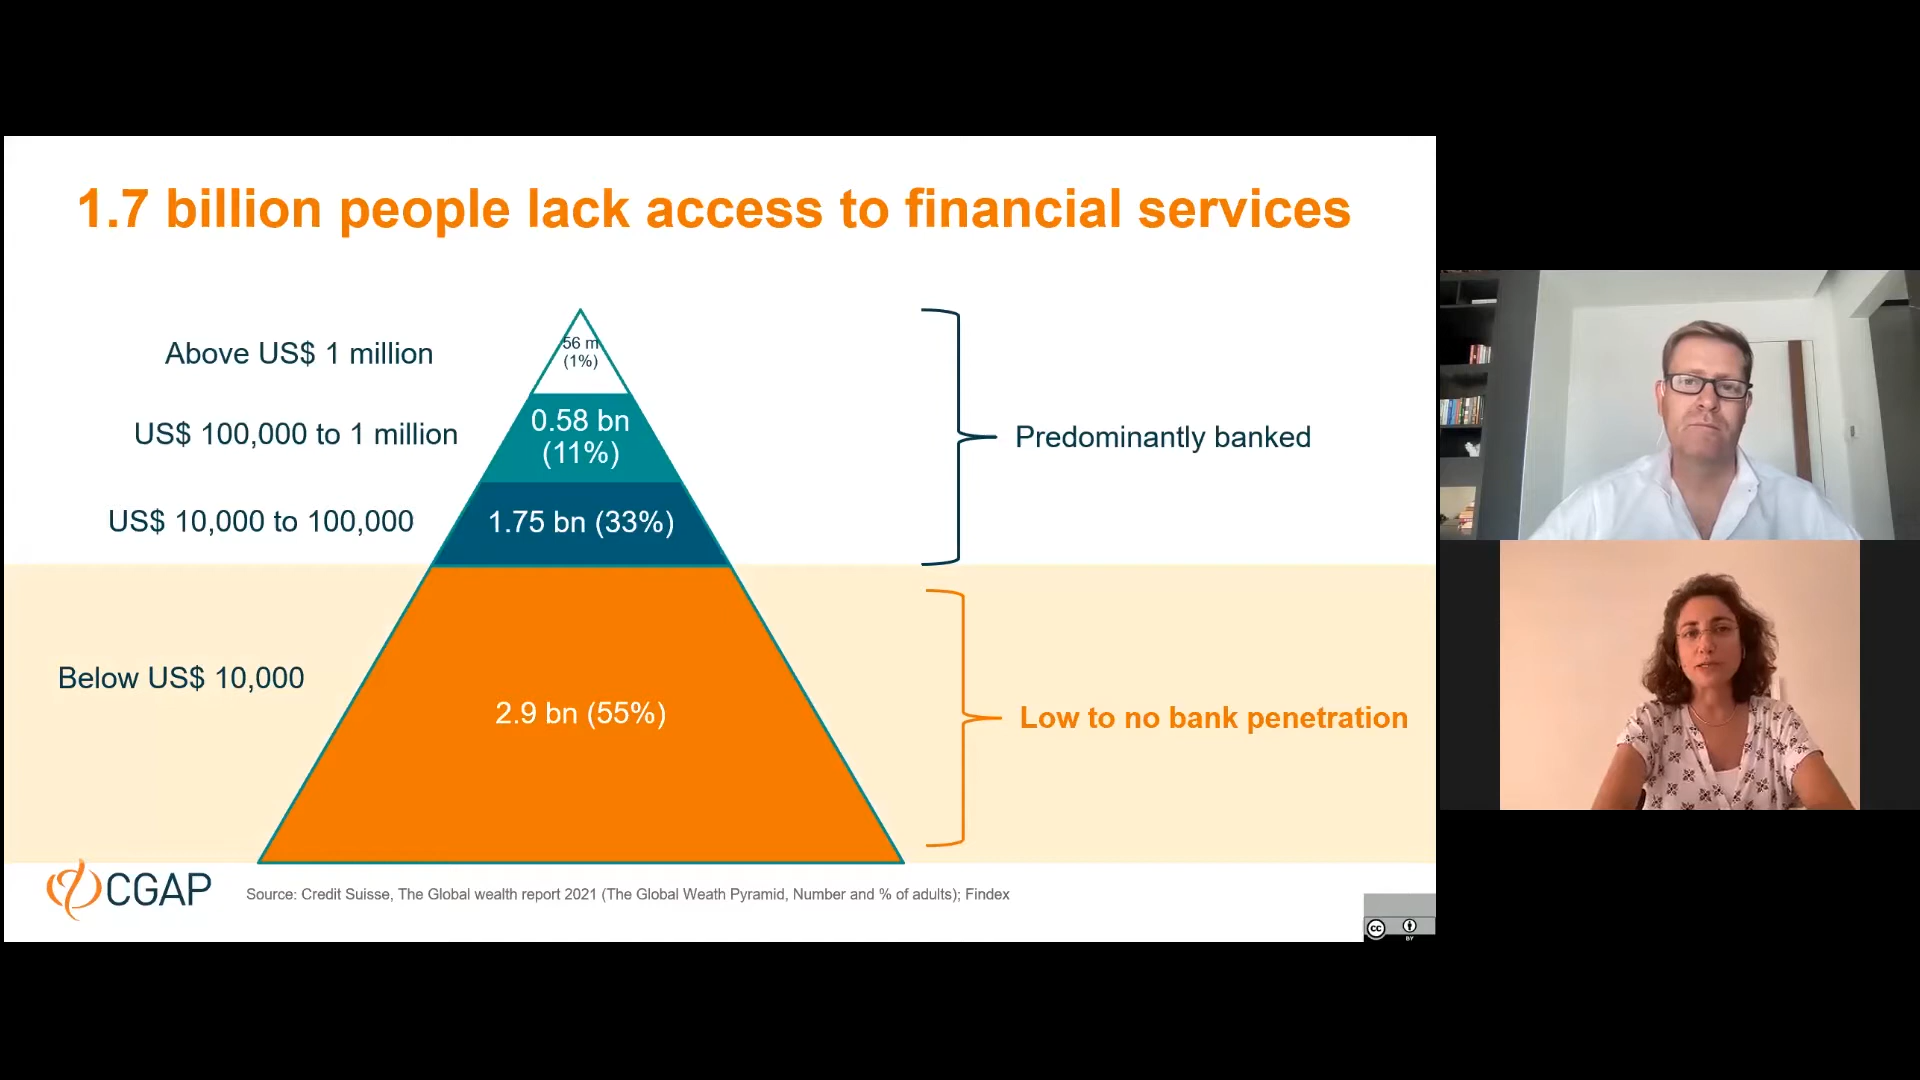 1.7 billion people lack access to financial services
Above US$ 1 million
56 m
(1%)
US$ 100,000 to 1 million
0.58 bn
(11%)
Predominantly banked
US$ 10,000 to 100,000
1.75 bn (33%)
Below US$ 10,000
2.9 bn (55%)
Low to no bank penetration
CGAP
Source: Credit Suisse, The Global wealth report 2021 (The Global Weath Pyramid, Number and % of adults); Findex
cc
BY